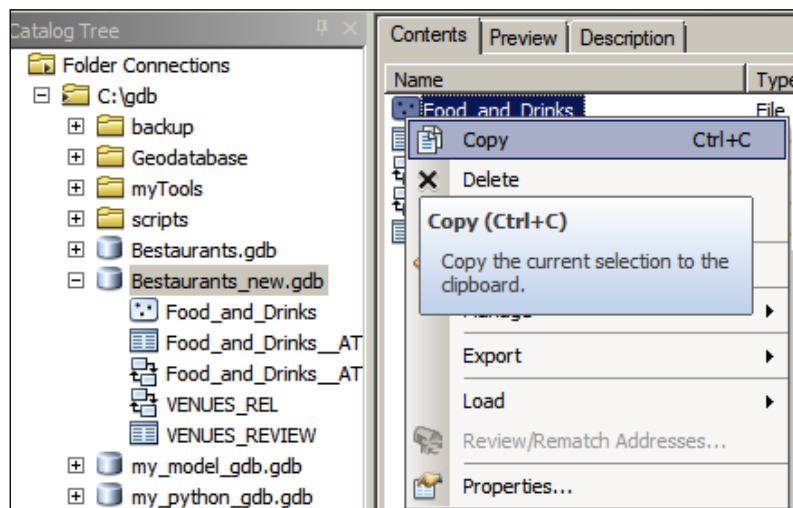 Catalog Tree
Folder Connections
C:\gdb
backup
Geodatabase
myTools
scripts
Bestaurants.gdb
Bestaurants_new.gdb
Food_and_Drinks
Food_and_Drinks__AT
Food_and_Drinks__AT
VENUES_REL
VENUES_REVIEW
my_model_gdb.gdb
my_python_gdb.gdb
Contents Preview Description
Name Type
Food_and_Drinks File
Copy Ctrl+C
Delete
Copy (Ctrl+C)
Copy the current selection to the
clipboard.
Manage
Export
Load
Review/Rematch Addresses...
Properties...